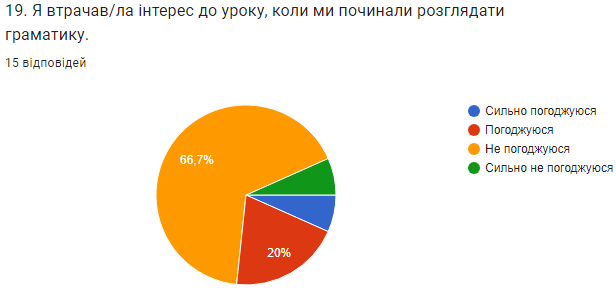 19. Я втрачав/ла інтерес до уроку, коли ми починали розглядати
граматику.
15 відповідей
Сильно погоджуюся
Погоджуюся
Не погоджуюся
Сильно не погоджуюся
66,7%
20%